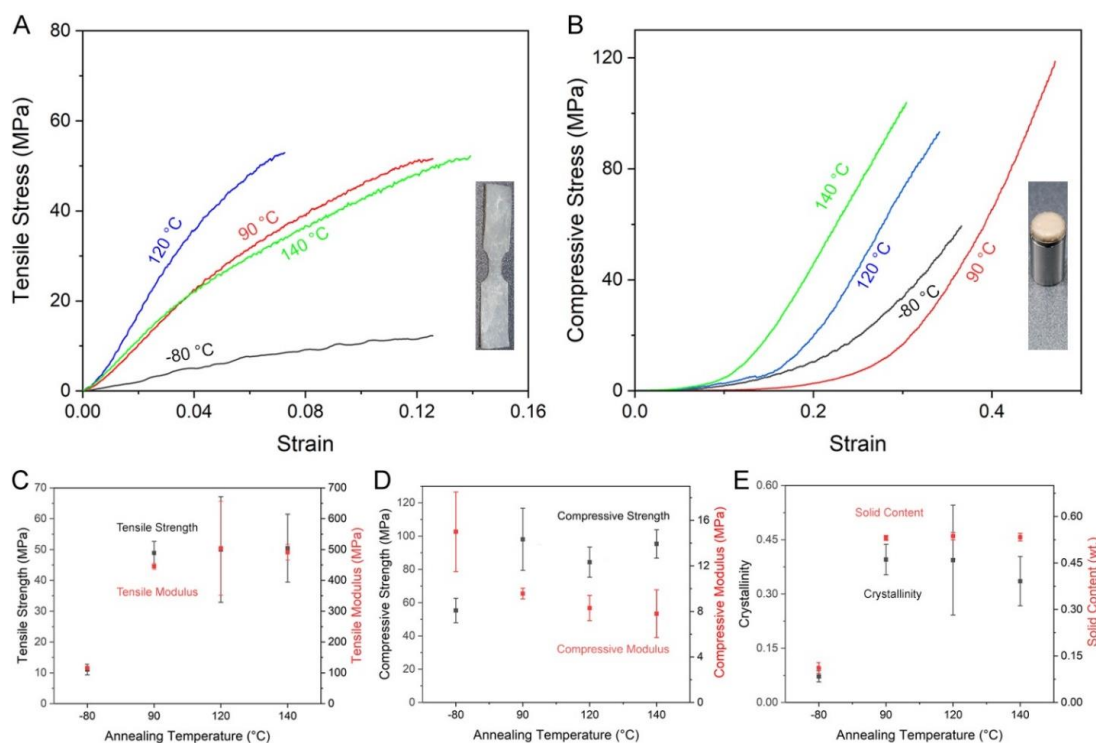 A
Tensile Stress (MPa)
80
60
40
20
0
120 °C
90 °C
140 °C
-80 °C
0.00 0.04 0.08 0.12 0.16
Strain
B
Compressive Stress (MPa)
120
80
40
0
140 °C
120 °C
-80 °C
90 °C
0.0 0.2 0.4
Strain
C
Tensile Strength (MPa)
70
60
50
40
30
20
10
0
Tensile Strength
Tensile Modulus
700
600
500
400
300
200
100
0
Tensile Modulus (MPa)
-80 90 120 140
Annealing Temperature (°C)
D
Compressive Strength (MPa)
120
100
80
60
40
20
0
Compressive Strength
Compressive Modulus
16
12
8
4
0
Compressive Modulus (MPa)
-80 90 120 140
Annealing Temperature (°C)
E
Crystallinity
0.60
0.45
0.30
0.15
0.00
Solid Content
Crystallinity
0.60
0.45
0.30
0.15
0.00
Solid Content (wt.)
-80 90 120 140
Annealing Temperature (°C)